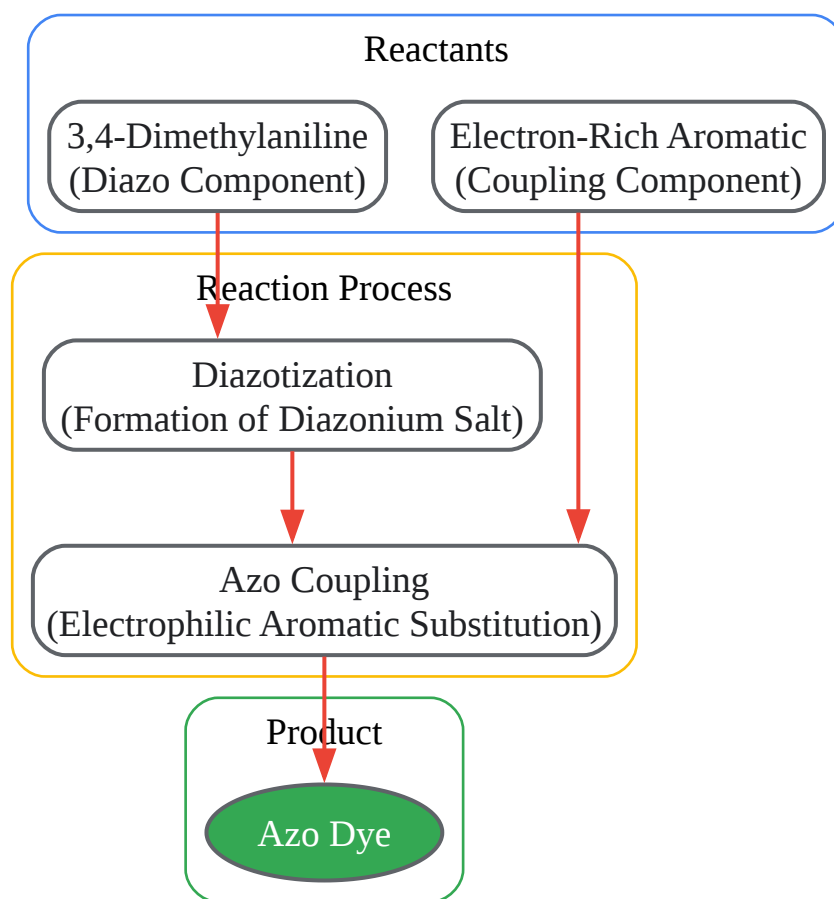 Reactants
3,4-Dimethylaniline
(Diazo Component)
Electron-Rich Aromatic
(Coupling Component)
Reaction Process
Diazotization
(Formation of Diazonium Salt)
Azo Coupling
(Electrophilic Aromatic Substitution)
Product
Azo Dye